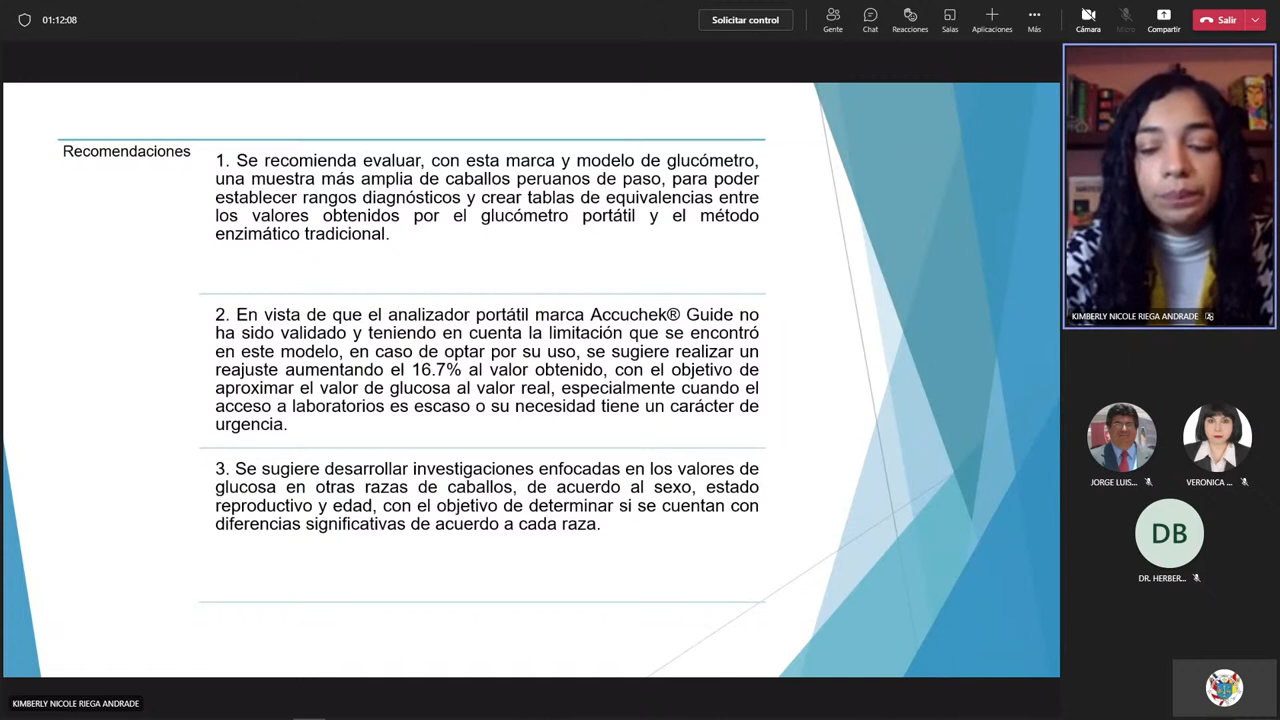 01:12:08
Solicitar control
Gente
Chat
Reacciones
Salas
Aplicaciones
Más
Cámara
Micro
Compartir
Salir
Recomendaciones
1. Se recomienda evaluar, con esta marca y modelo de glucómetro,
una muestra más amplia de caballos peruanos de paso, para poder
establecer rangos diagnósticos y crear tablas de equivalencias entre
los valores obtenidos por el glucómetro portátil y el método
enzimático tradicional.
2. En vista de que el analizador portátil marca Accuchek® Guide no
ha sido validado y teniendo en cuenta la limitación que se encontró
en este modelo, en caso de optar por su uso, se sugiere realizar un
reajuste aumentando el 16.7% al valor obtenido, con el objetivo de
aproximar el valor de glucosa al valor real, especialmente cuando el
acceso a laboratorios es escaso o su necesidad tiene un carácter de
urgencia.
3. Se sugiere desarrollar investigaciones enfocadas en los valores de
glucosa en otras razas de caballos, de acuerdo al sexo, estado
reproductivo y edad, con el objetivo de determinar si se cuentan con
diferencias significativas de acuerdo a cada raza.
KIMBERLY NICOLE RIEGA ANDRADE
JORGE LUIS...
VERONICA ...
DB
DR. HERBER...
KIMBERLY NICOLE RIEGA ANDRADE